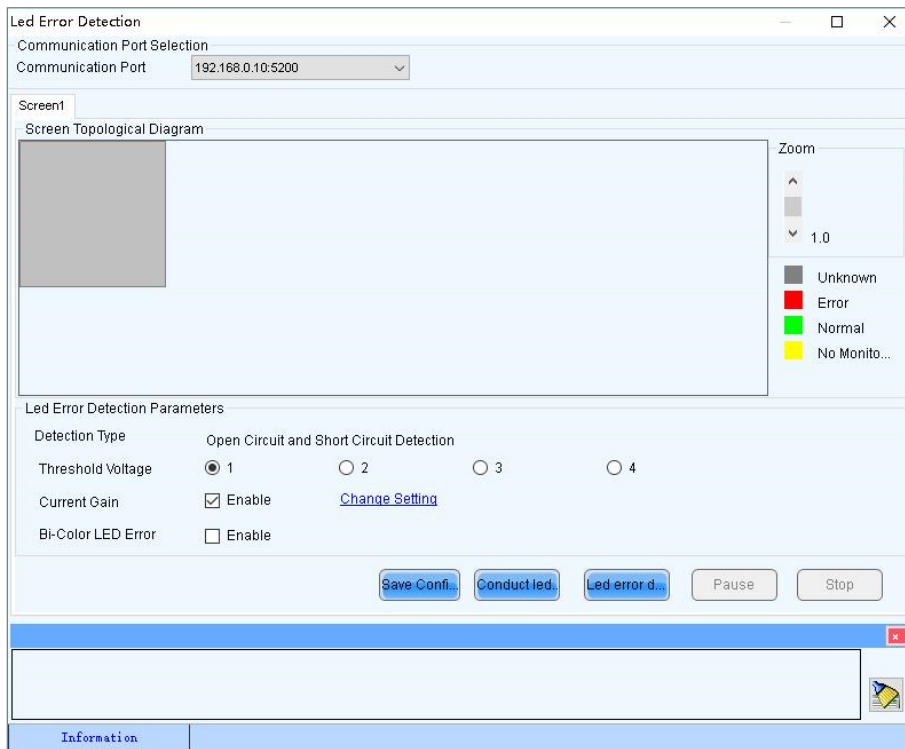 Led Error Detection
Communication Port Selection
Communication Port 192.168.0.10:5200
Screen1
Screen Topological Diagram
Zoom
1.0
Unknown
Error
Normal
No Monito...
Led Error Detection Parameters
Detection Type Open Circuit and Short Circuit Detection
Threshold Voltage 1 2 3 4
Current Gain Enable Change Setting
Bi-Color LED Error Enable
Save Confi... Conduct led.. Led error d... Pause Stop
Information